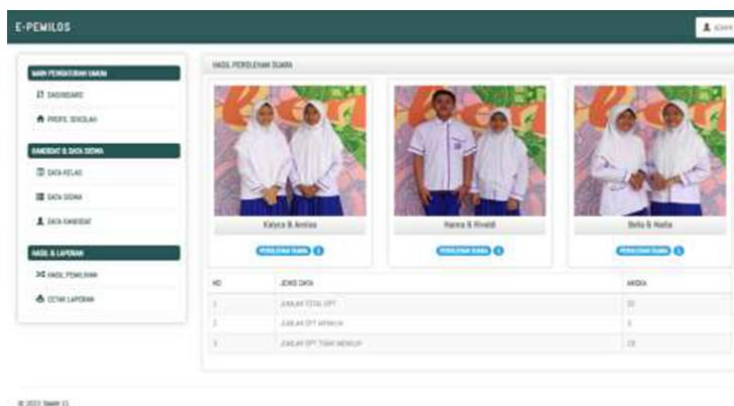 E-PEMILOS
ADMIN
MAIN PENGATURAN UMUM
DASHBOARD
PROFIL SEKOLAH
KANDIDAT & DATA SISWA
DATA KELAS
DATA SISWA
DATA KANDIDAT
HASIL & LAPORAN
HASIL PEMILIHAN
CETAK LAPORAN
HASIL PEROLEHAN SUARA
Hanna & Rivaldi
Bella & Nadia
PEROLEHAN SUARA
PEROLEHAN SUARA
PEROLEHAN SUARA
NO JENIS DATA ANGKA
1 JUMLAH TOTAL DPT
2 JUMLAH DPT MEMILIH
3 JUMLAH DPT TIDAK MEMILIH
© 2023